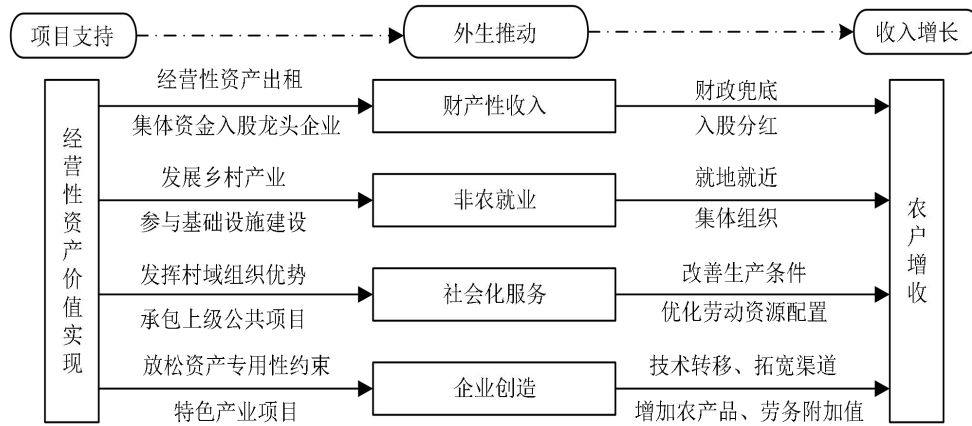 项目支持
外生推动
收入增长
经营性资产价值实现
经营性资产出租
集体资金入股龙头企业
财产性收入
财政兜底
入股分红
发展乡村产业
参与基础设施建设
非农就业
就地就近
集体组织
发挥村域组织优势
承包上级公共项目
社会化服务
改善生产条件
优化劳动资源配置
放松资产专用性约束
特色产业项目
企业创造
技术转移、拓宽渠道
增加农产品、劳务附加值
农户增收